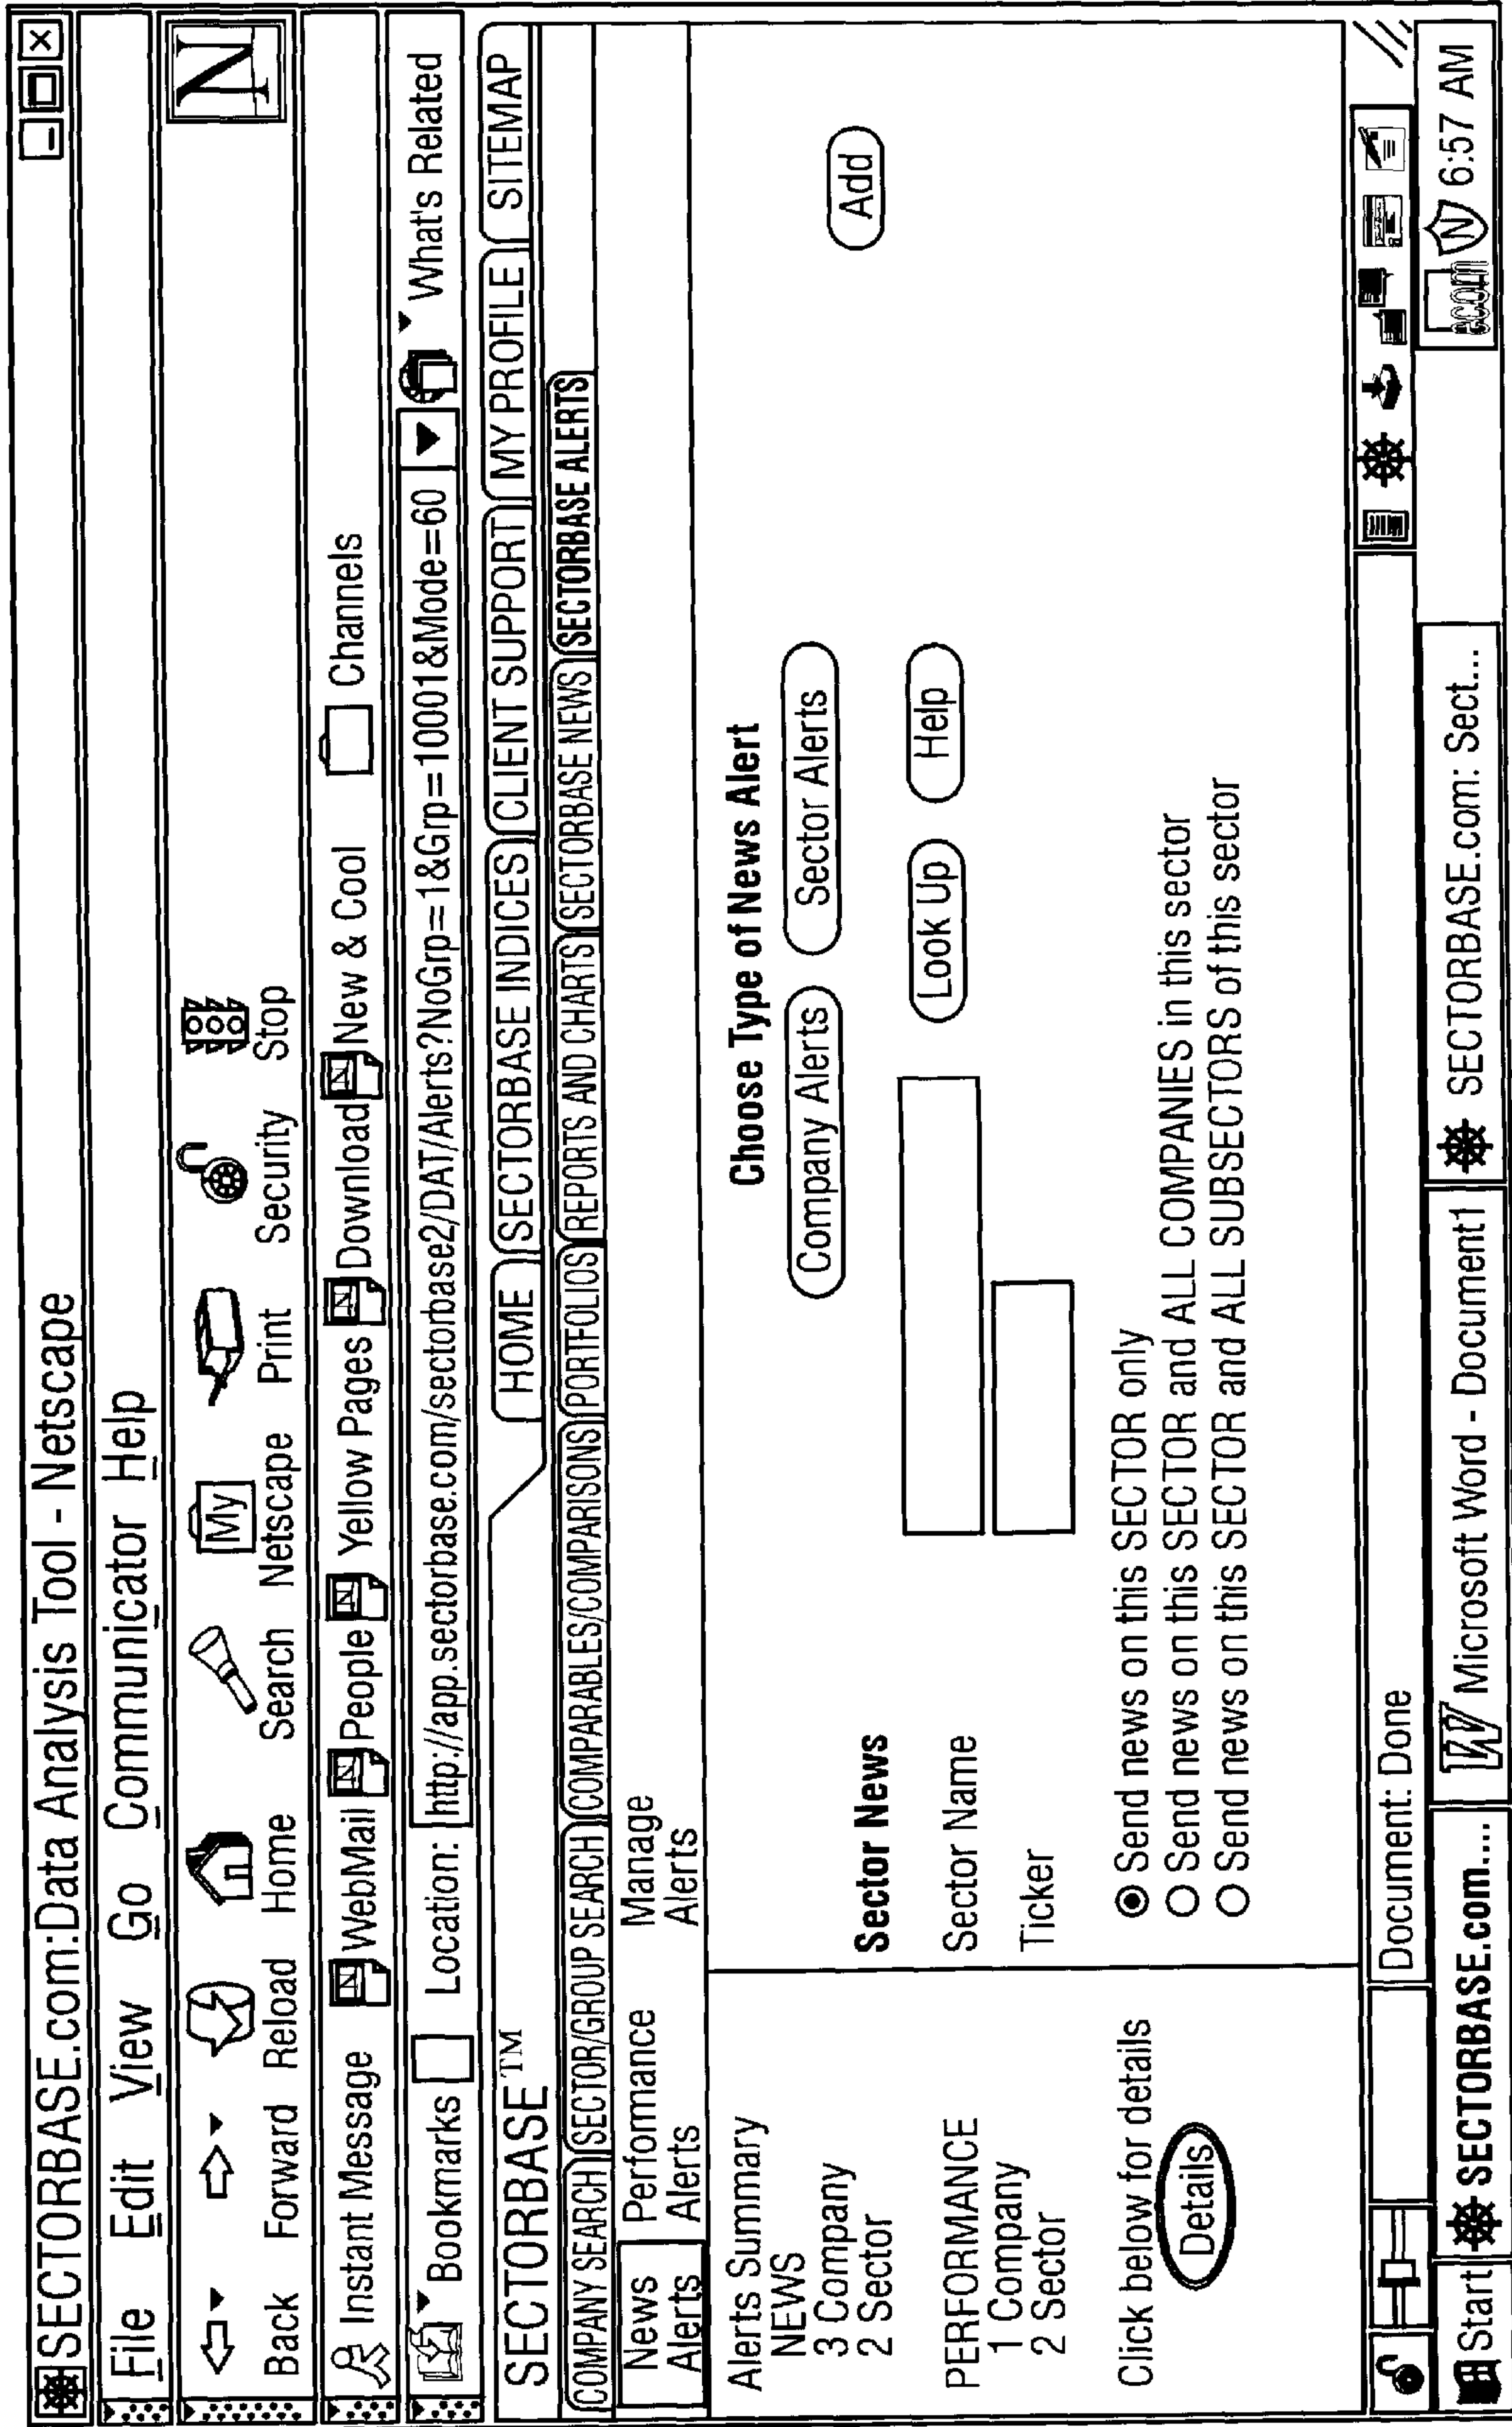 SECTORBASE.com:Data Analysis Tool - Netscape
File Edit View Go Communicator Help
N
My
Back Forward Reload Home Search Netscape Print Security Stop
Instant Message WebMail People Yellow Pages Download New & Cool Channels
Bookmarks Location: http://app.sectorbase.com/sectorbase2/DAT/Alerts?NoGrp=1&Grp=10001&Mode=60 What's Related
SECTORBASE™ HOME SECTORBASE INDICES CLIENT SUPPORT MY PROFILE SITEMAP
COMPANY SEARCH SECTOR/GROUP SEARCH COMPARABLES/COMPARISONS PORTFOLIOS REPORTS AND CHARTS SECTORBASE NEWS SECTORBASE ALERTS
News Performance Manage
Alerts Alerts Alerts
Alerts Summary
NEWS
3 Company
2 Sector
PERFORMANCE
1 Company
2 Sector
Click below for details
Details
Choose Type of News Alert
Company Alerts Sector Alerts
Sector News Add
Sector Name Look Up Help
Ticker
Send news on this SECTOR only
Send news on this SECTOR and ALL COMPANIES in this sector
Send news on this SECTOR and ALL SUBSECTORS of this sector
Document: Done
Start SECTORBASE.com.... W Microsoft Word - Document1 SECTORBASE.com: Sect... ecom N 6:57 AM